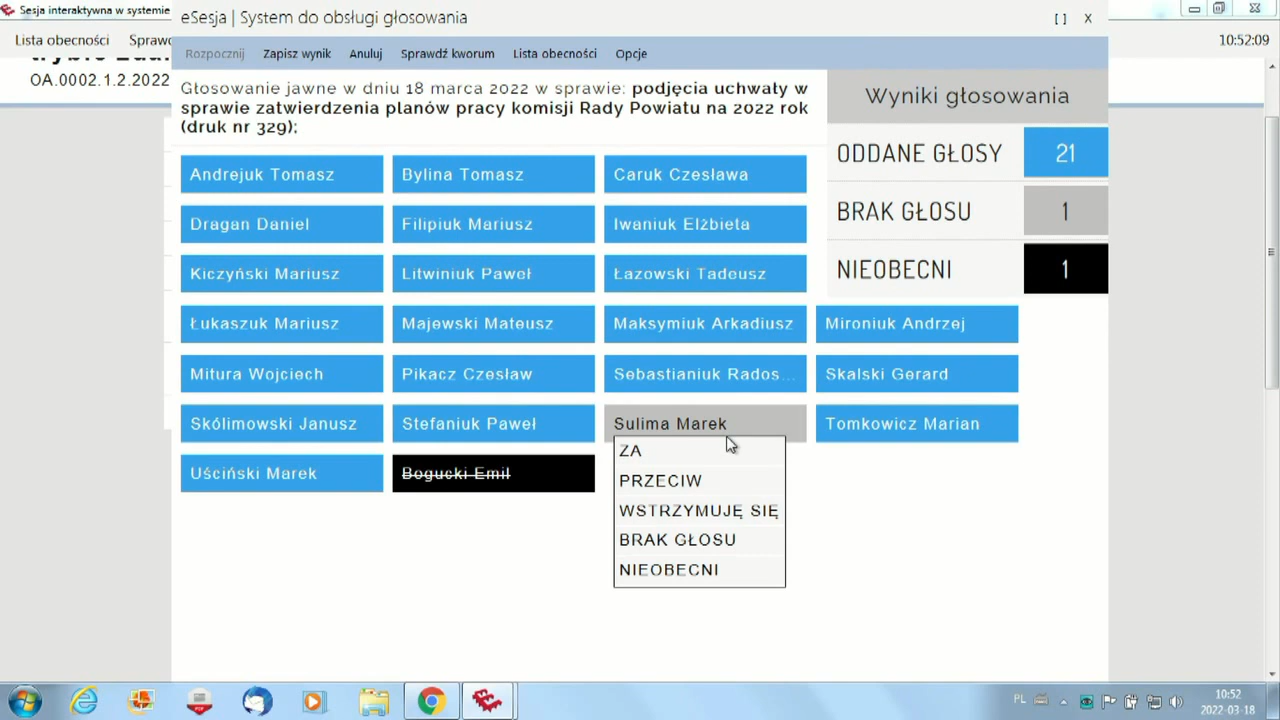 Sesja interaktywna w systemie
eSesja | System do obsługi głosowania
[ ] X
Lista obecności
Rozpocznij Zapisz wynik Anuluj Sprawdź kworum Lista obecności Opcje
10:52:09
OA.0002.1.2.2022
Głosowanie jawne w dniu 18 marca 2022 w sprawie: podjęcia uchwały w
sprawie zatwierdzenia planów pracy komisji Rady Powiatu na 2022 rok
(druk nr 329);
Wyniki głosowania
ODDANE GŁOSY 21
BRAK GŁOSU 1
NIEOBECNI 1
Andrejuk Tomasz Bylina Tomasz Caruk Czesława
Dragan Daniel Filipiuk Mariusz Iwaniuk Elżbieta
Kiczyński Mariusz Litwiniuk Paweł Łazowski Tadeusz
Łukaszuk Mariusz Majewski Mateusz Maksymiuk Arkadiusz Mironiuk Andrzej
Mitura Wojciech Pikacz Czesław Sebastianiuk Rados... Skalski Gerard
Skólimowski Janusz Stefaniuk Paweł Sulima Marek Tomkowicz Marian
Uściński Marek Bogucki Emil
ZA
PRZECIW
WSTRZYMUJĘ SIĘ
BRAK GŁOSU
NIEOBECNI
PL
10:52
2022-03-18